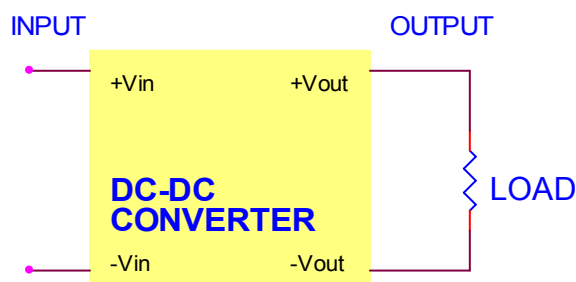 INPUT
OUTPUT
+Vin
+Vout
DC-DC
CONVERTER
LOAD
-Vin
-Vout